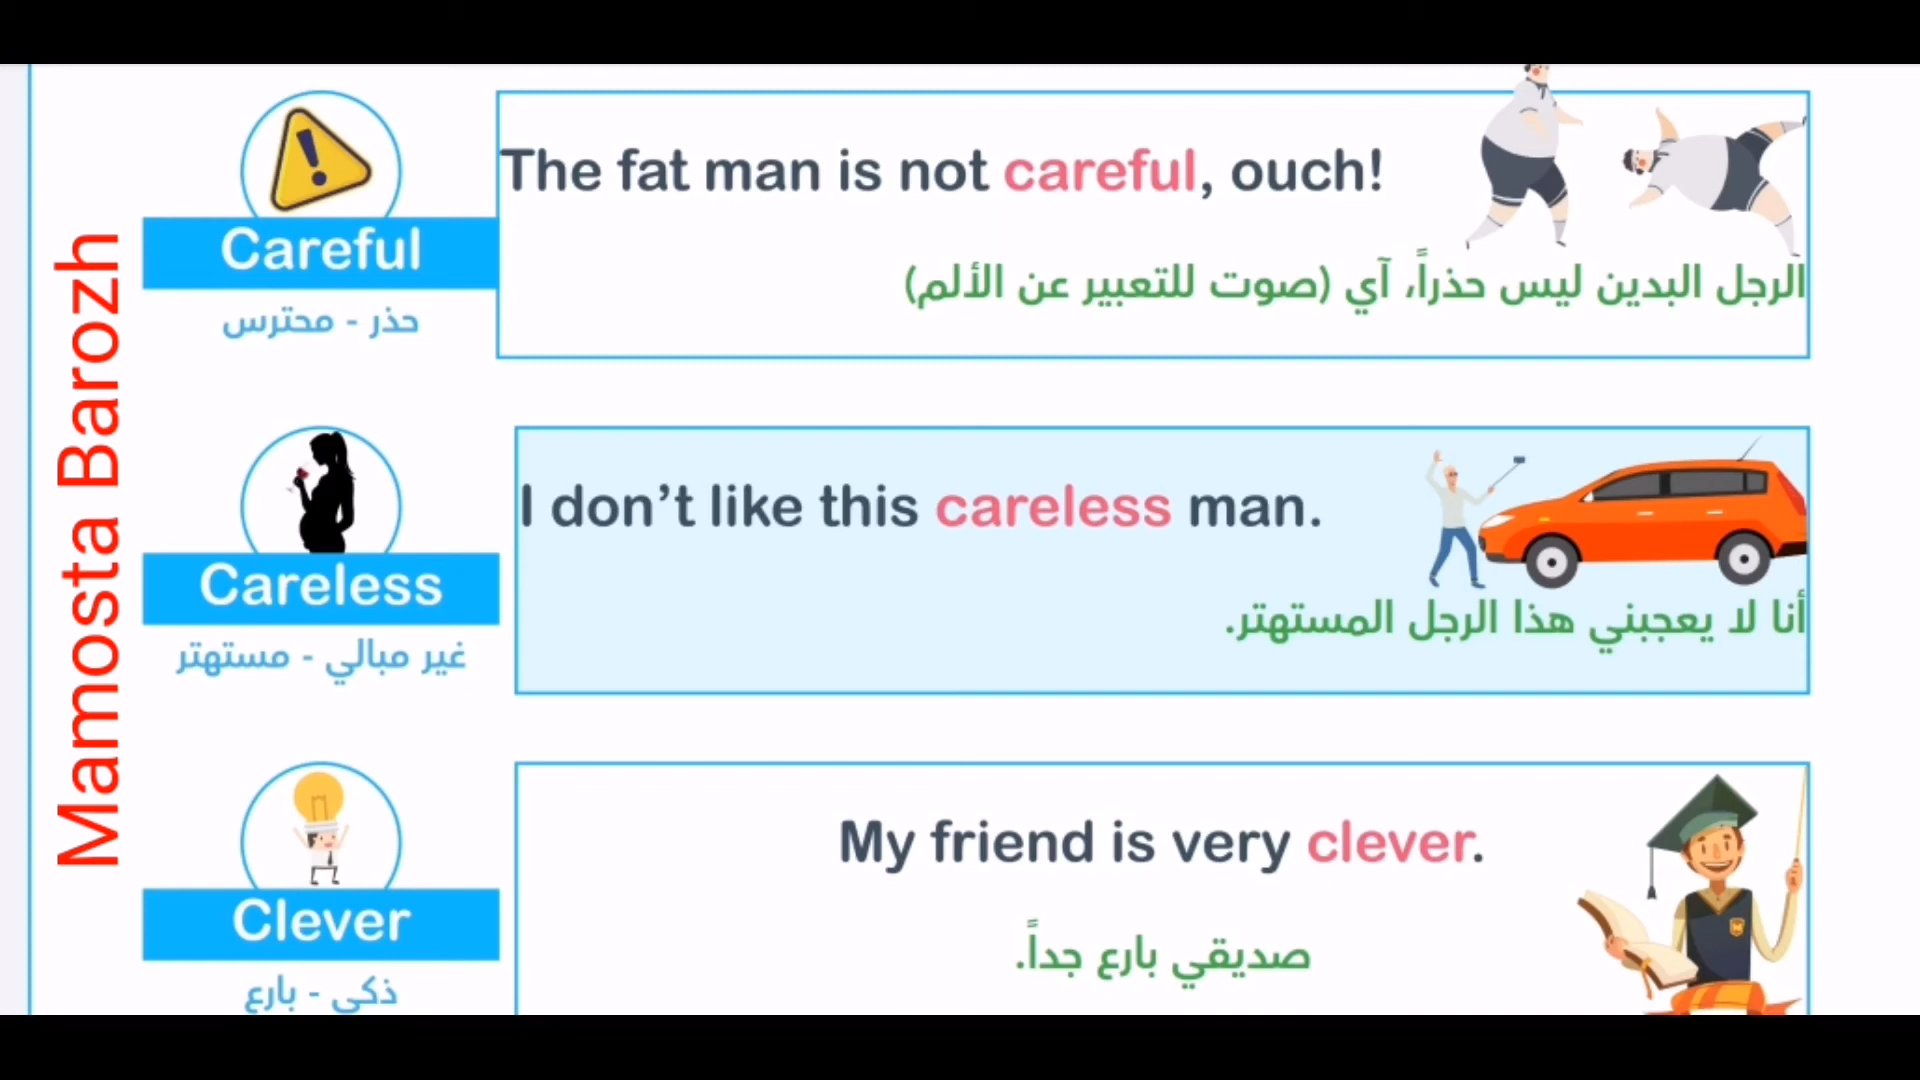 Mamosta Barozh
Careful
حذر - محترس
The fat man is not careful, ouch!
الرجل البدين ليس حذراً، آي (صوت للتعبير عن الألم)
Careless
غير مبالي - مستهتر
I don't like this careless man.
أنا لا يعجبني هذا الرجل المستهتر.
Clever
ذكي - بارع
My friend is very clever.
صديقي بارع جداً.